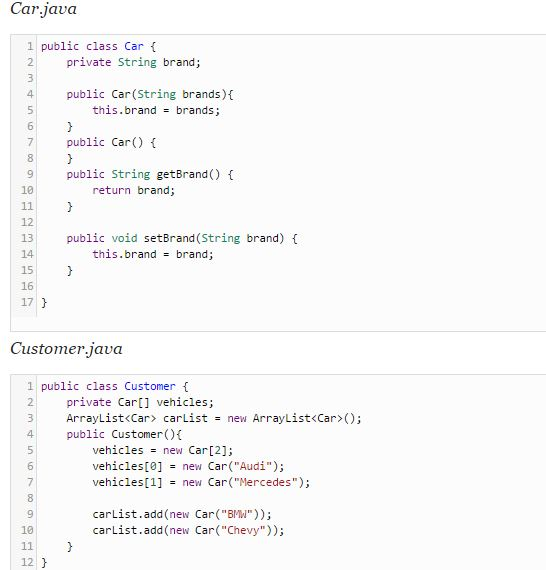 Car.java
1 public class Car {
2 private String brand;
3
4 public Car(String brands){
5 this.brand = brands;
6 }
7 public Car() {
8 }
9 public String getBrand() {
10 return brand;
11 }
12
13 public void setBrand(String brand) {
14 this.brand = brand;
15 }
16
17 }
Customer.java
1 public class Customer {
2 private Car[] vehicles;
3 ArrayList<Car> carList = new ArrayList<Car>();
4 public Customer(){
5 vehicles = new Car[2];
6 vehicles[0] = new Car("Audi");
7 vehicles[1] = new Car("Mercedes");
8
9 carList.add(new Car("BMW"));
10 carList.add(new Car("Chevy"));
11 }
12 }